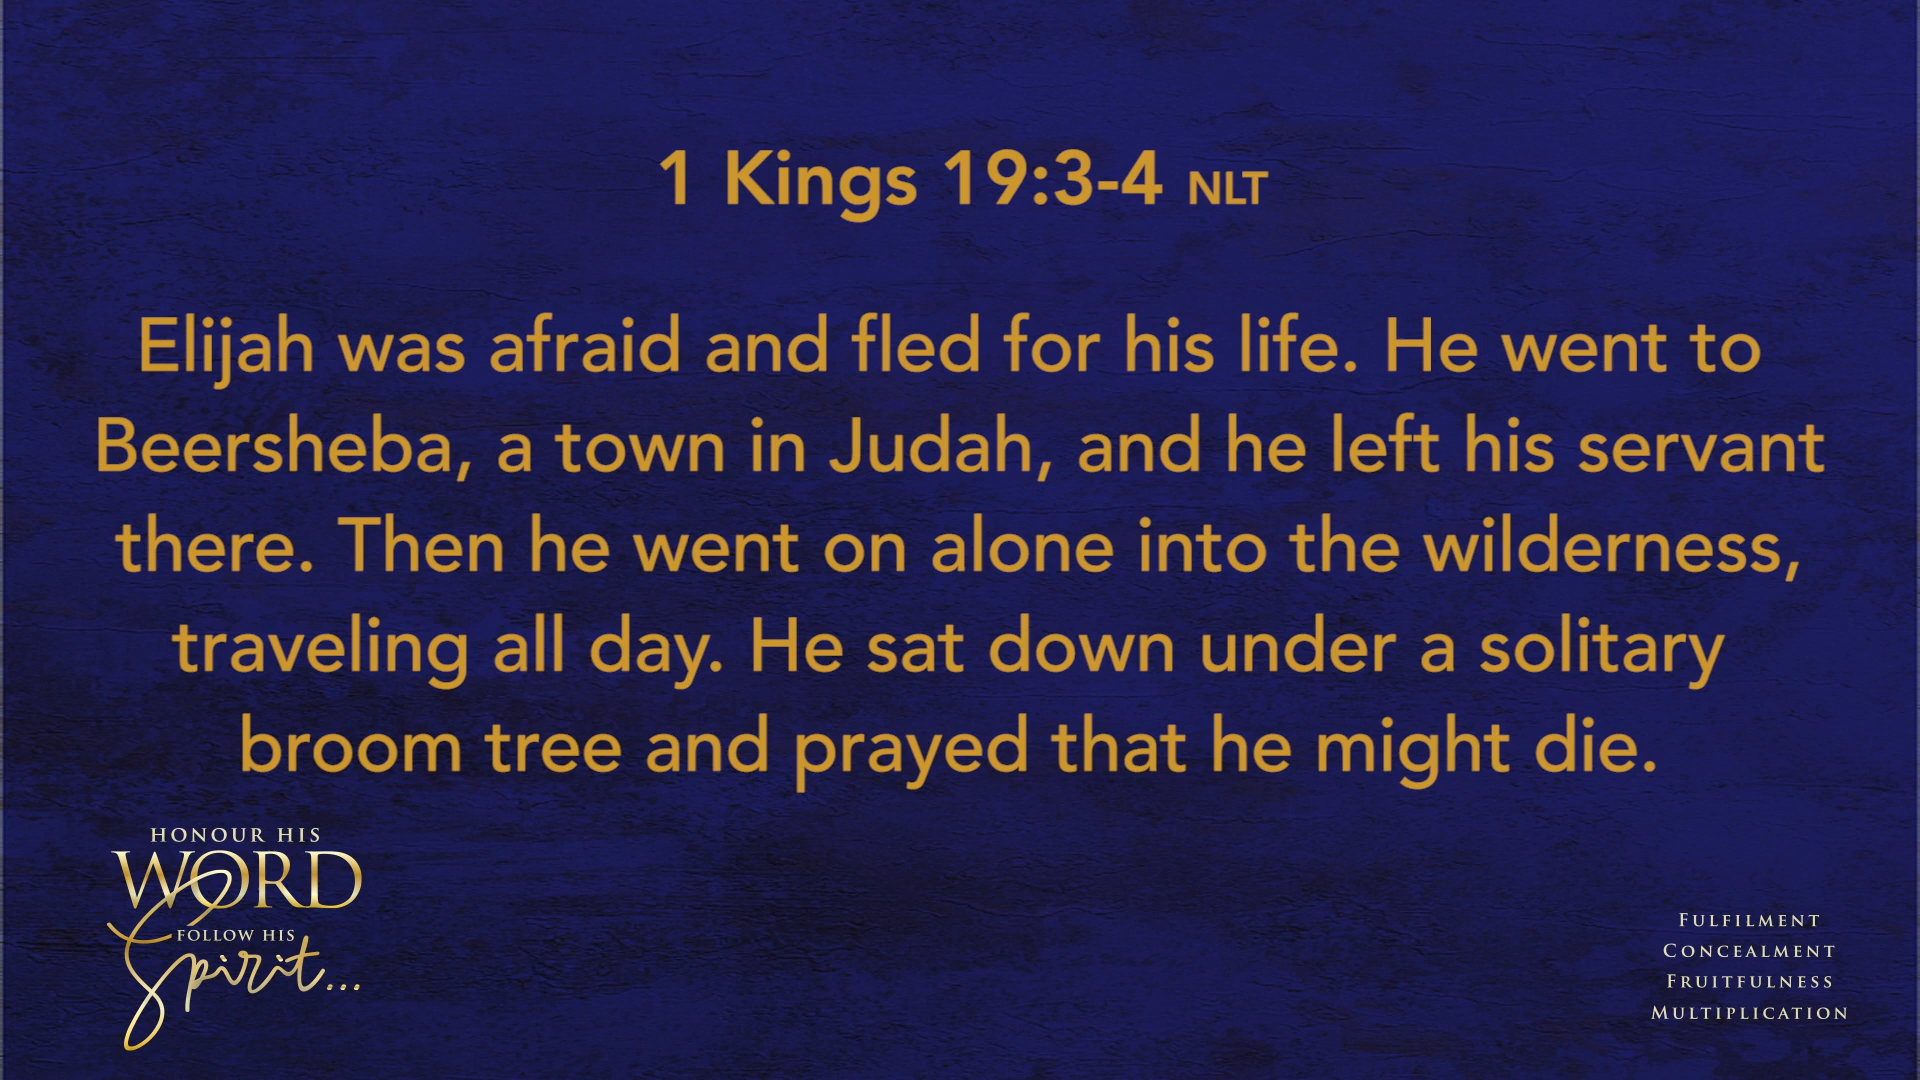 1 Kings 19:3-4 NLT
Elijah was afraid and fled for his life. He went to
Beersheba, a town in Judah, and he left his servant
there. Then he went on alone into the wilderness,
traveling all day. He sat down under a solitary
broom tree and prayed that he might die.
HONOUR HIS
WORD
FOLLOW HIS
Spirit...
FULFILMENT
CONCEALMENT
FRUITFULNESS
MULTIPLICATION